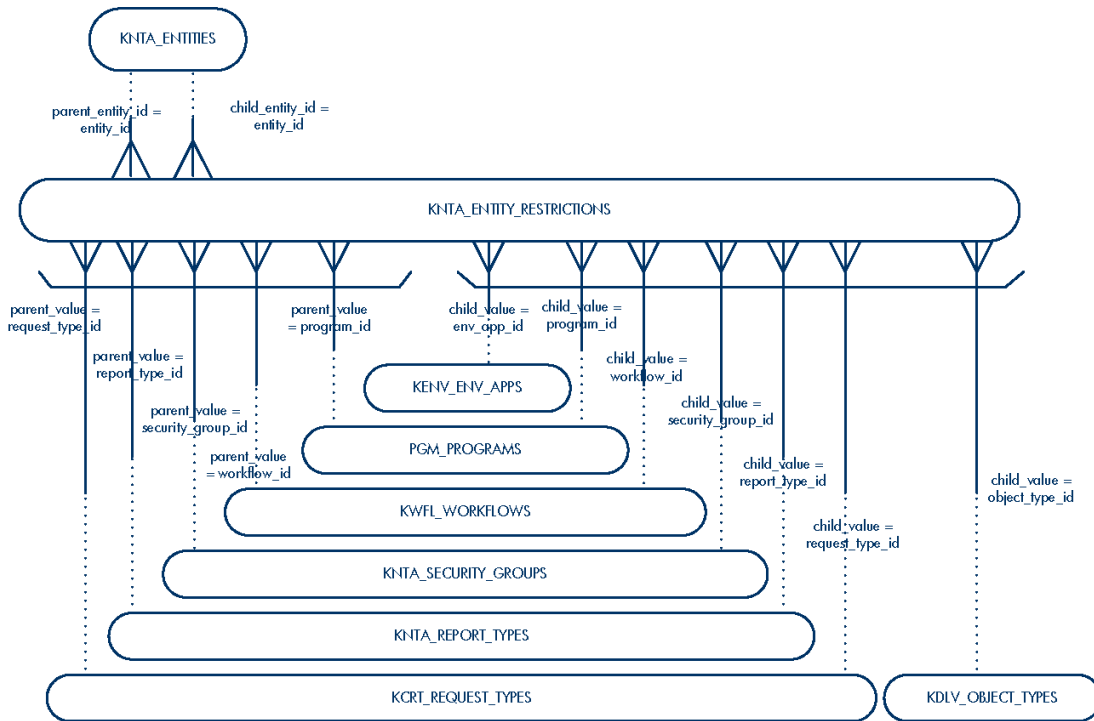 KNTA_ENTITIES
parent_entity_id =
entity_id
child_entity_id =
entity_id
KNTA_ENTITY_RESTRICTIONS
parent_value =
request_type_id
parent_value
= program_id
child_value =
env_app_id
child_value =
program_id
parent_value =
report_type_id
child_value =
workflow_id
KENV_ENV_APPS
parent_value =
security_group_id
child_value =
security_group_id
PGM_PROGRAMS
parent_value
= workflow_id
child_value =
report_type_id
child_value =
object_type_id
KWFL_WORKFLOWS
child_value =
request_type_id
KNTA_SECURITY_GROUPS
KNTA_REPORT_TYPES
KCRT_REQUEST_TYPES
KDLV_OBJECT_TYPES